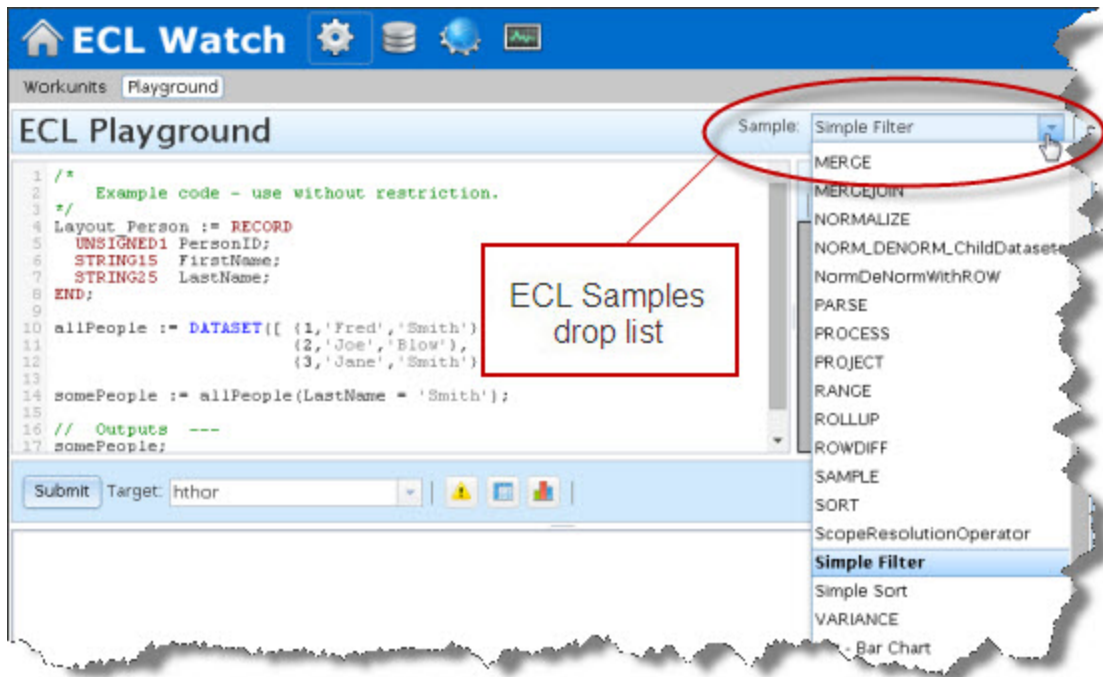 ECL Watch
Workunits Playground
ECL Playground
Sample: Simple Filter
1 /*
2 Example code - use without restriction.
3 */
4 Layout_Person := RECORD
5 UNSIGNED1 PersonID;
6 STRING15 FirstName;
7 STRING25 LastName;
8 END;
9
10 allPeople := DATASET([ {1,'Fred','Smith'}
11 {2,'Joe','Blow'},
12 {3,'Jane','Smith'}
13
14 somePeople := allPeople(LastName = 'Smith');
15
16 // Outputs ---
17 somePeople;
ECL Samples
drop list
MERGE
MERGEJOIN
NORMALIZE
NORM_DENORM_ChildDatasets
NormDeNormWithROW
PARSE
PROCESS
PROJECT
RANGE
ROLLUP
ROWDIFF
SAMPLE
SORT
ScopeResolutionOperator
Simple Filter
Simple Sort
VARIANCE
- Bar Chart
Submit Target: hthor